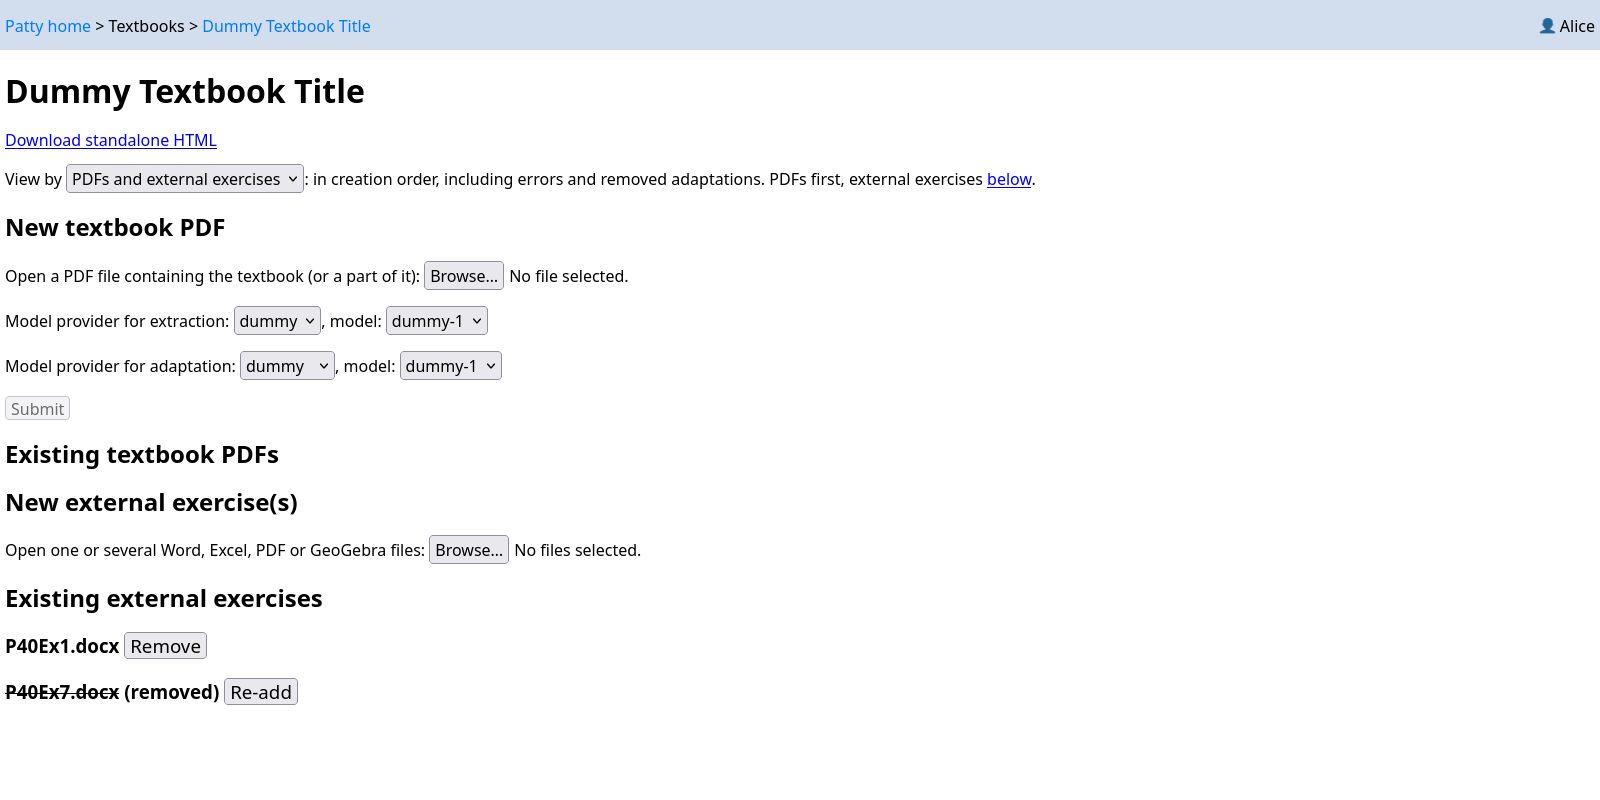 Patty home > Textbooks > Dummy Textbook Title
Alice
Dummy Textbook Title
Download standalone HTML
View by PDFs and external exercises : in creation order, including errors and removed adaptations. PDFs first, external exercises below.
New textbook PDF
Open a PDF file containing the textbook (or a part of it): Browse... No file selected.
Model provider for extraction: dummy , model: dummy-1
Model provider for adaptation: dummy , model: dummy-1
Submit
Existing textbook PDFs
New external exercise(s)
Open one or several Word, Excel, PDF or GeoGebra files: Browse... No files selected.
Existing external exercises
P40Ex1.docx Remove
P40Ex7.docx (removed) Re-add